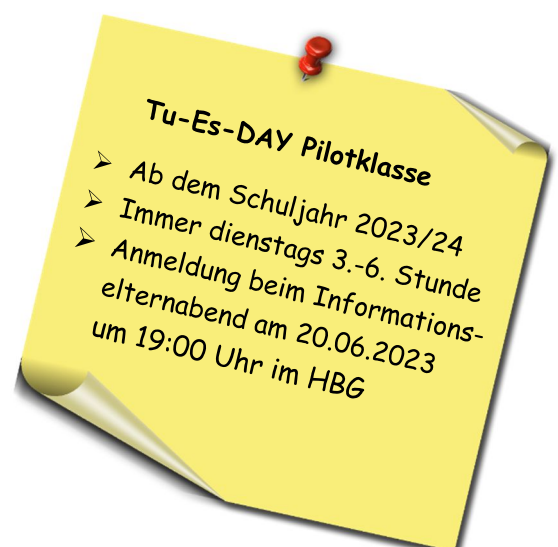 Tu-Es-DAY Pilotklasse
➢ Ab dem Schuljahr 2023/24
➢ Immer dienstags 3.-6. Stunde
➢ Anmeldung beim Informations-
elternabend am 20.06.2023
um 19:00 Uhr im HBG